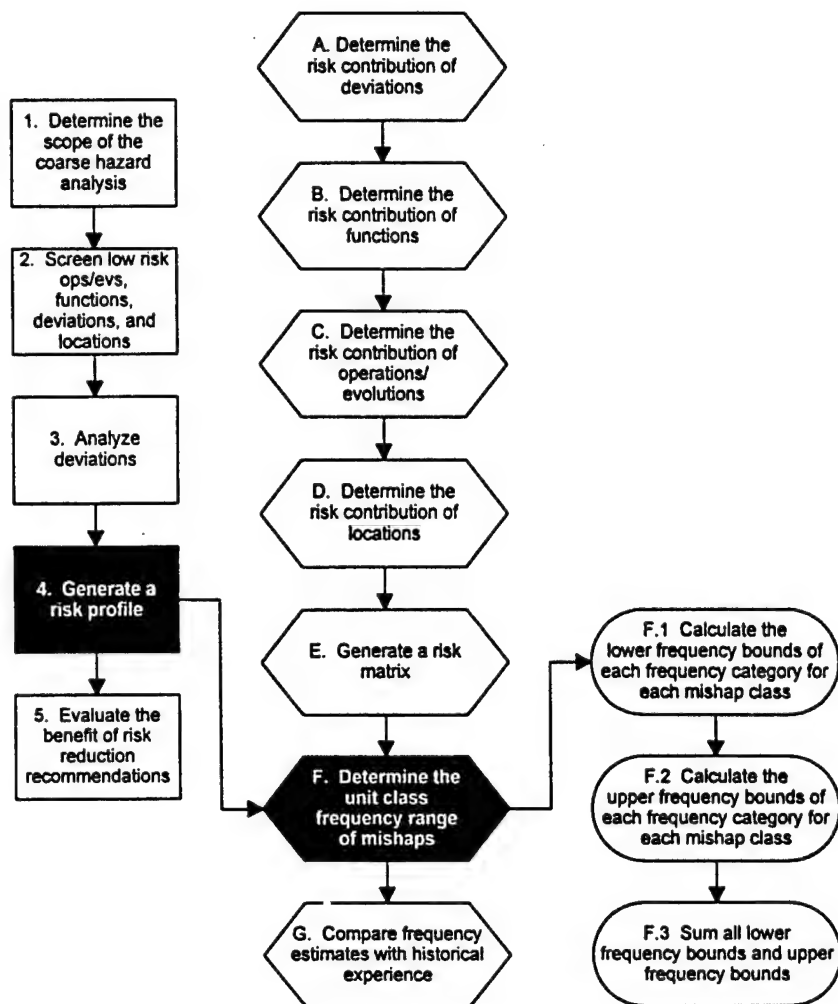 1. Determine the
scope of the
coarse hazard
analysis
2. Screen low risk
ops/evs,
functions,
deviations, and
locations
3. Analyze
deviations
4. Generate a
risk profile
5. Evaluate the
benefit of risk
reduction
recommendations
A. Determine the
risk contribution of
deviations
B. Determine the
risk contribution of
functions
C. Determine the
risk contribution of
operations/
evolutions
D. Determine the
risk contribution of
locations
E. Generate a risk
matrix
F. Determine the
unit class
frequency range
of mishaps
G. Compare frequency
estimates with historical
experience
F.1 Calculate the
lower frequency bounds of
each frequency category for
each mishap class
F.2 Calculate the
upper frequency bounds of
each frequency category for
each mishap class
F.3 Sum all lower
frequency bounds and upper
frequency bounds